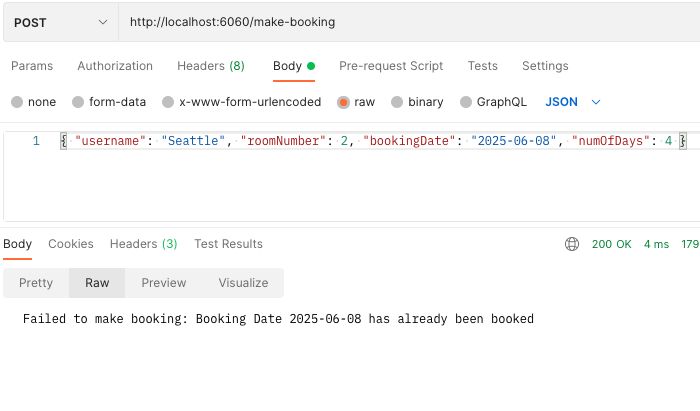 POST http://localhost:6060/make-booking
Params Authorization Headers (8) Body Pre-request Script Tests Settings
none form-data x-www-form-urlencoded raw binary GraphQL JSON
1 { "username": "Seattle", "roomNumber": 2, "bookingDate": "2025-06-08", "numOfDays": 4 }
Body Cookies Headers (3) Test Results 200 OK 4 ms 179
Pretty Raw Preview Visualize
Failed to make booking: Booking Date 2025-06-08 has already been booked